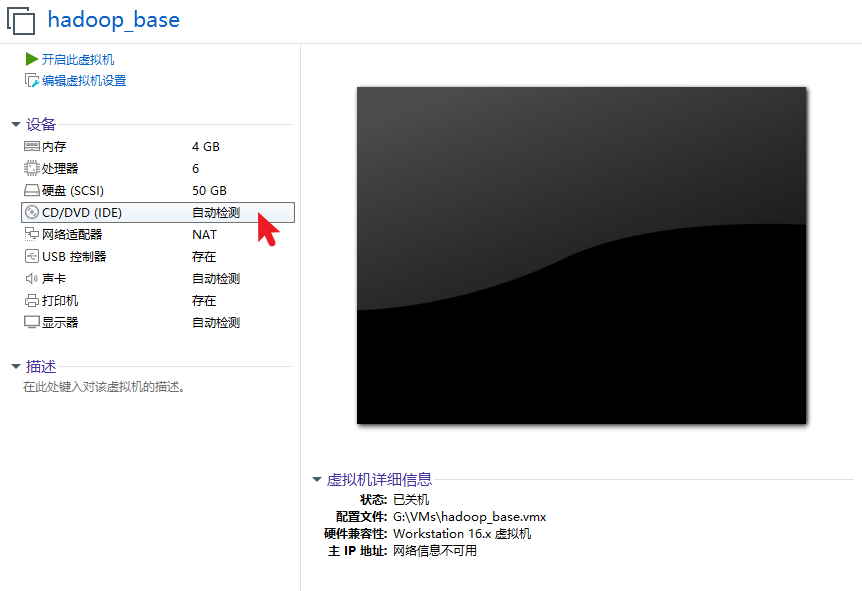 hadoop_base
开启此虚拟机
编辑虚拟机设置
设备
内存 4 GB
处理器 6
硬盘 (SCSI) 50 GB
CD/DVD (IDE) 自动检测
网络适配器 NAT
USB 控制器 存在
声卡 自动检测
打印机 存在
显示器 自动检测
描述
在此处键入对该虚拟机的描述。
虚拟机详细信息
状态: 已关机
配置文件: G:\VMs\hadoop_base.vmx
硬件兼容性: Workstation 16.x 虚拟机
主 IP 地址: 网络信息不可用